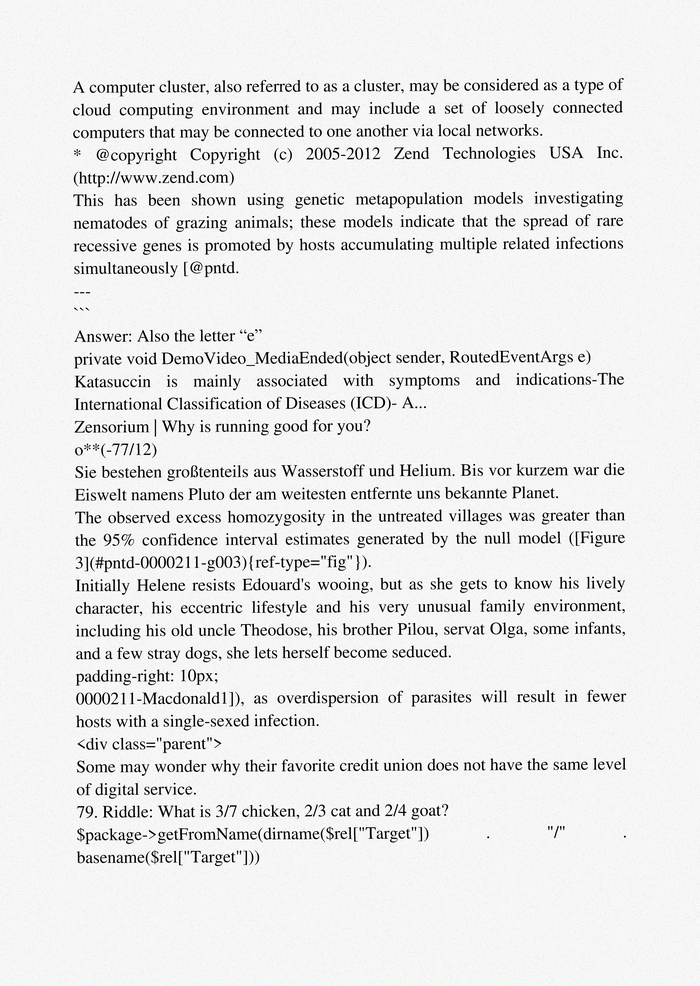 A computer cluster, also referred to as a cluster, may be considered as a type of
cloud computing environment and may include a set of loosely connected
computers that may be connected to one another via local networks.
* @copyright Copyright (c) 2005-2012 Zend Technologies USA Inc.
(http://www.zend.com)
This has been shown using genetic metapopulation models investigating
nematodes of grazing animals; these models indicate that the spread of rare
recessive genes is promoted by hosts accumulating multiple related infections
simultaneously [@pntd.
---
```
Answer: Also the letter “e”
private void DemoVideo_MediaEnded(object sender, RoutedEventArgs e)
Katasuccin is mainly associated with symptoms and indications-The
International Classification of Diseases (ICD)- A...
Zensorium | Why is running good for you?
o**(-77/12)
Sie bestehen großtenteils aus Wasserstoff und Helium. Bis vor kurzem war die
Eiswelt namens Pluto der am weitesten entfernte uns bekannte Planet.
The observed excess homozygosity in the untreated villages was greater than
the 95% confidence interval estimates generated by the null model ([Figure
3](#pntd-0000211-g003){ref-type="fig"}).
Initially Helene resists Edouard's wooing, but as she gets to know his lively
character, his eccentric lifestyle and his very unusual family environment,
including his old uncle Theodose, his brother Pilou, servat Olga, some infants,
and a few stray dogs, she lets herself become seduced.
padding-right: 10px;
0000211-Macdonald1]), as overdispersion of parasites will result in fewer
hosts with a single-sexed infection.
<div class="parent">
Some may wonder why their favorite credit union does not have the same level
of digital service.
79. Riddle: What is 3/7 chicken, 2/3 cat and 2/4 goat?
$package->getFromName(dirname($rel["Target"]) . "/" .
basename($rel["Target"]))